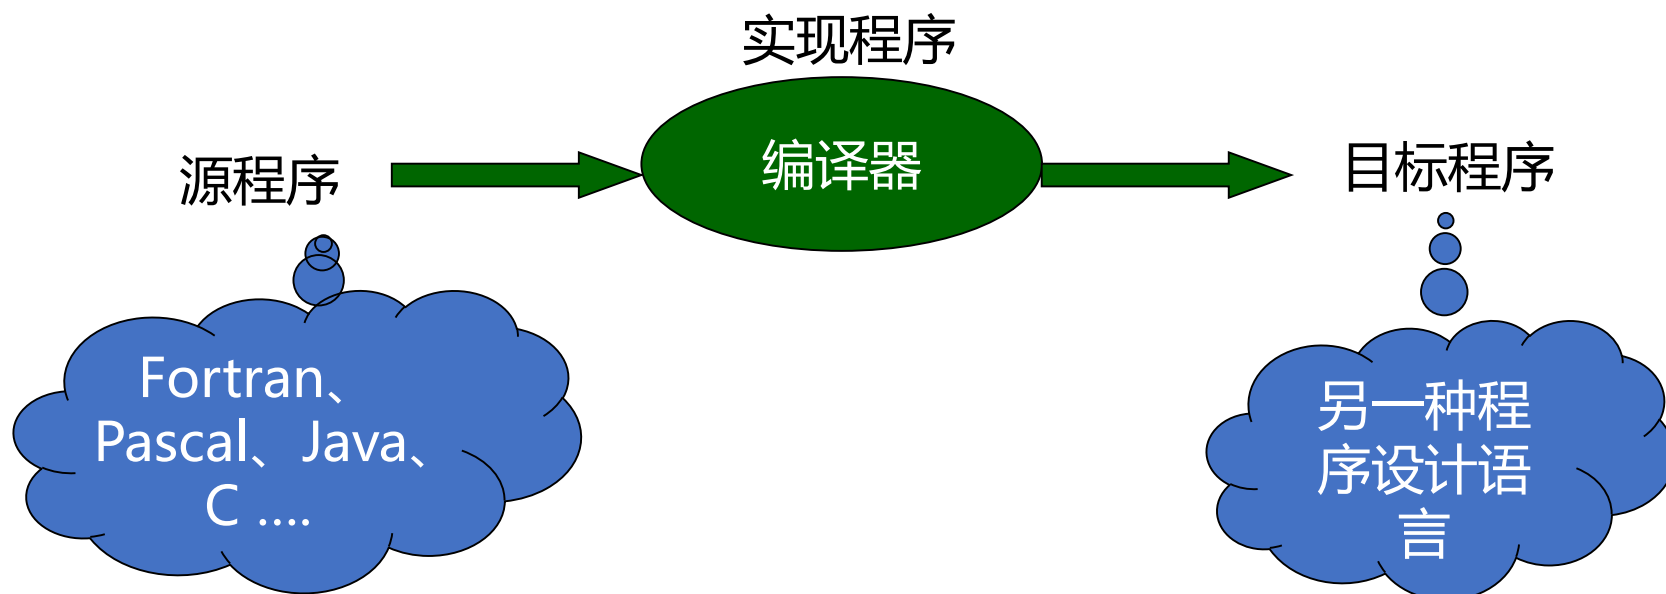 实现程序
源程序
编译器
目标程序
Fortran、
Pascal、Java、
C ....
另一种程
序设计语
言